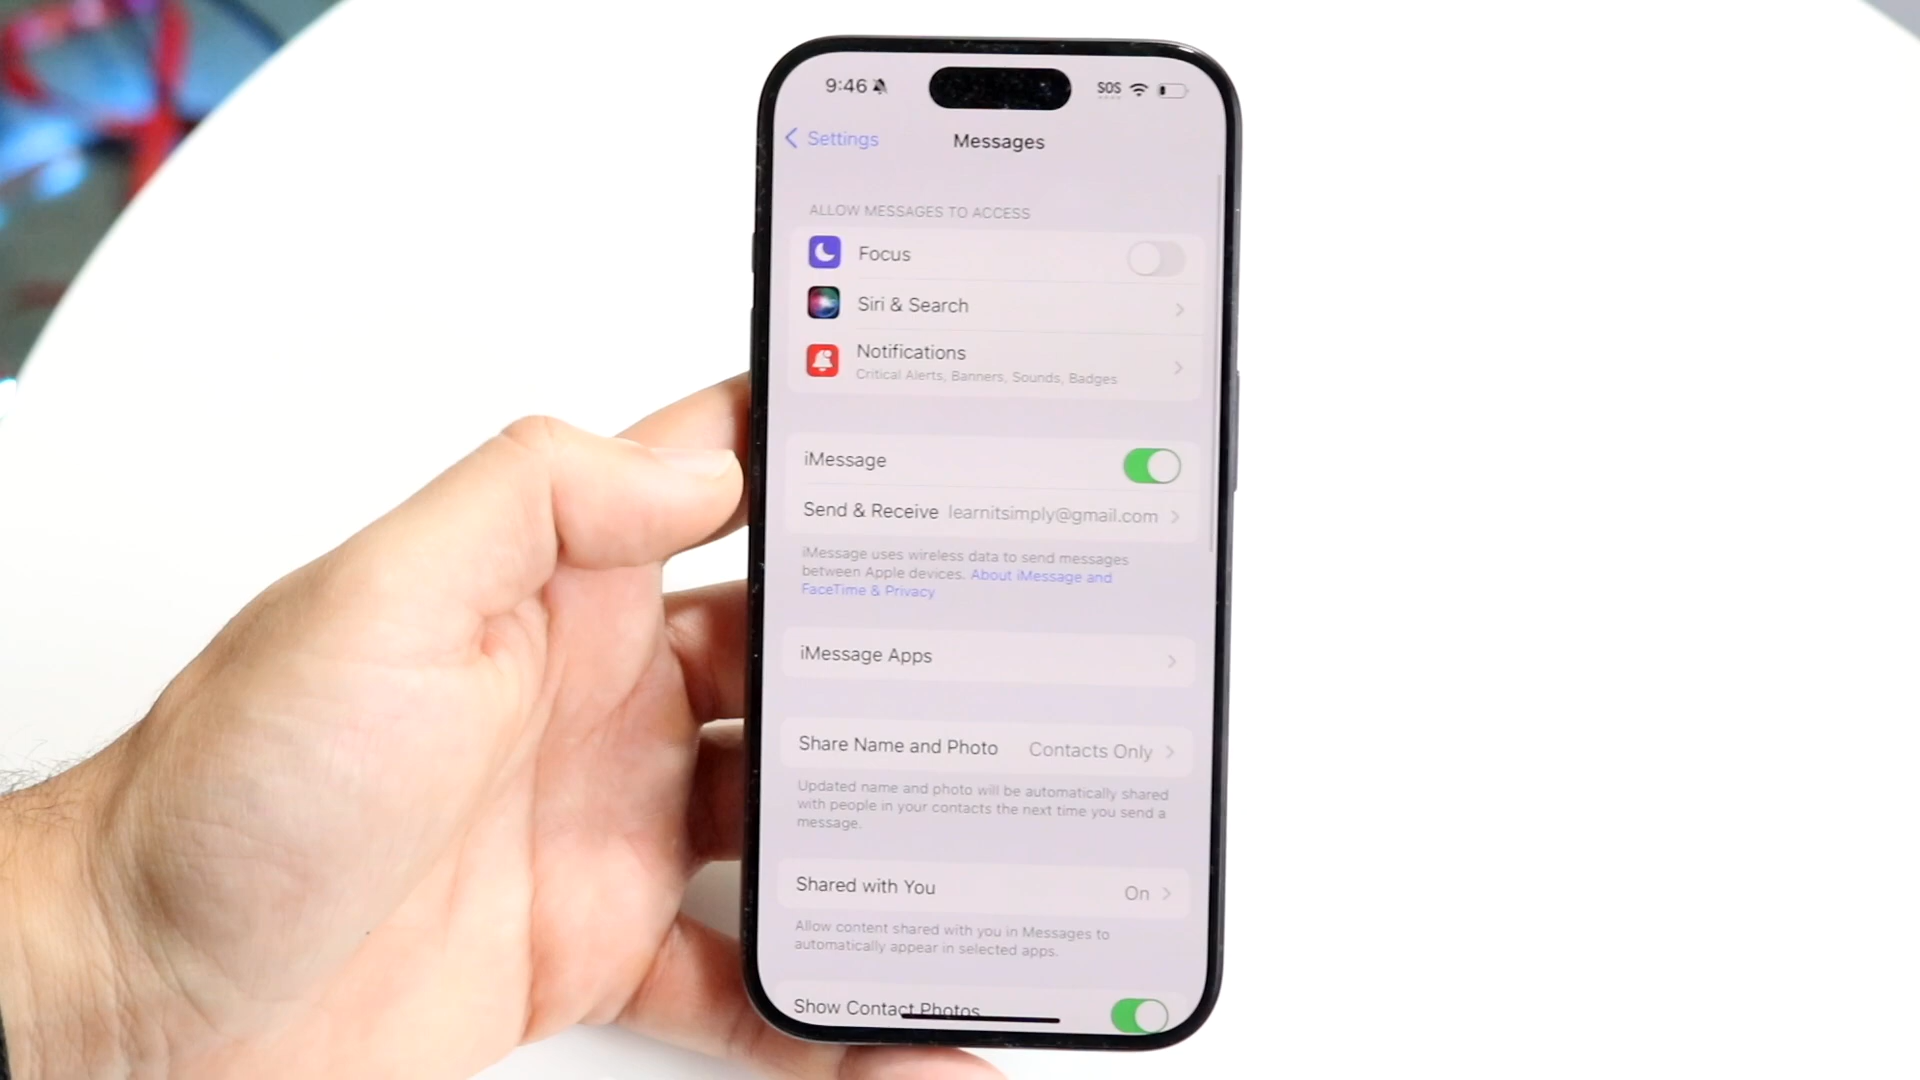 9:46
SOS
Settings
Messages
ALLOW MESSAGES TO ACCESS
Focus
Siri & Search
Notifications
Critical Alerts, Banners, Sounds, Badges
iMessage
Send & Receive learnitsimply@gmail.com
iMessage uses wireless data to send messages
between Apple devices. About iMessage and
FaceTime & Privacy
iMessage Apps
Share Name and Photo Contacts Only
Updated name and photo will be automatically shared
with people in your contacts the next time you send a
message.
Shared with You On
Allow content shared with you in Messages to
automatically appear in selected apps.
Show Contact Photos